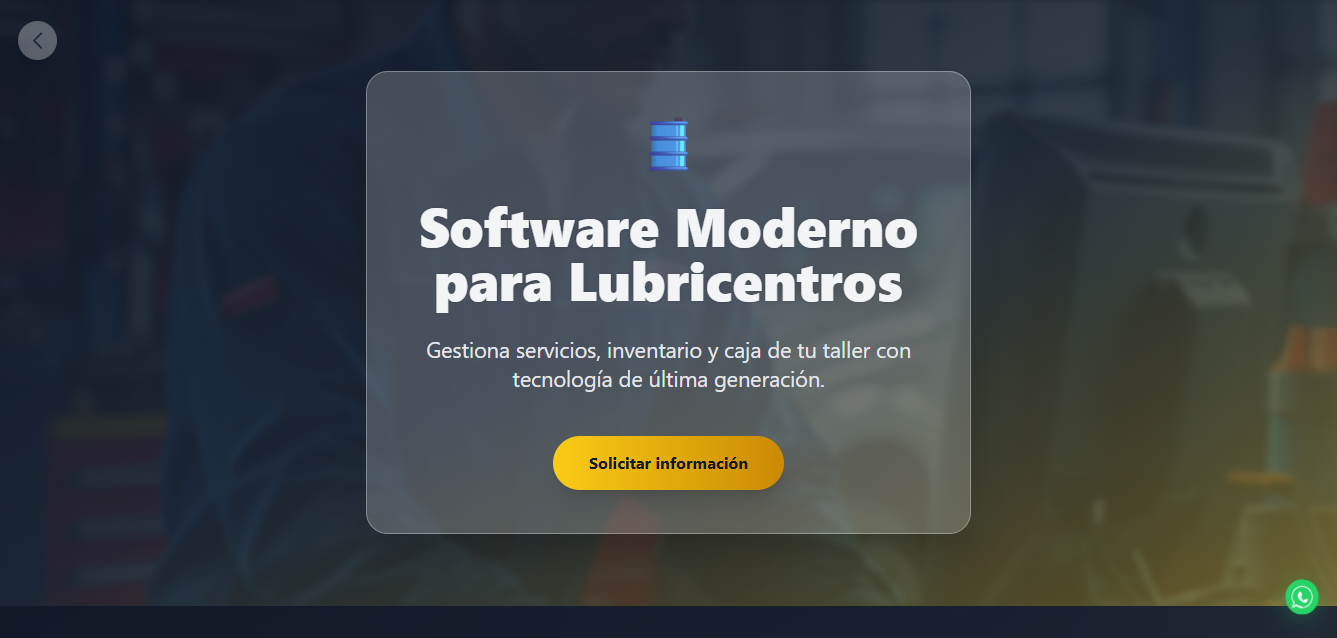 Software Moderno
para Lubricentros
Gestiona servicios, inventario y caja de tu taller con
tecnología de última generación.
Solicitar información